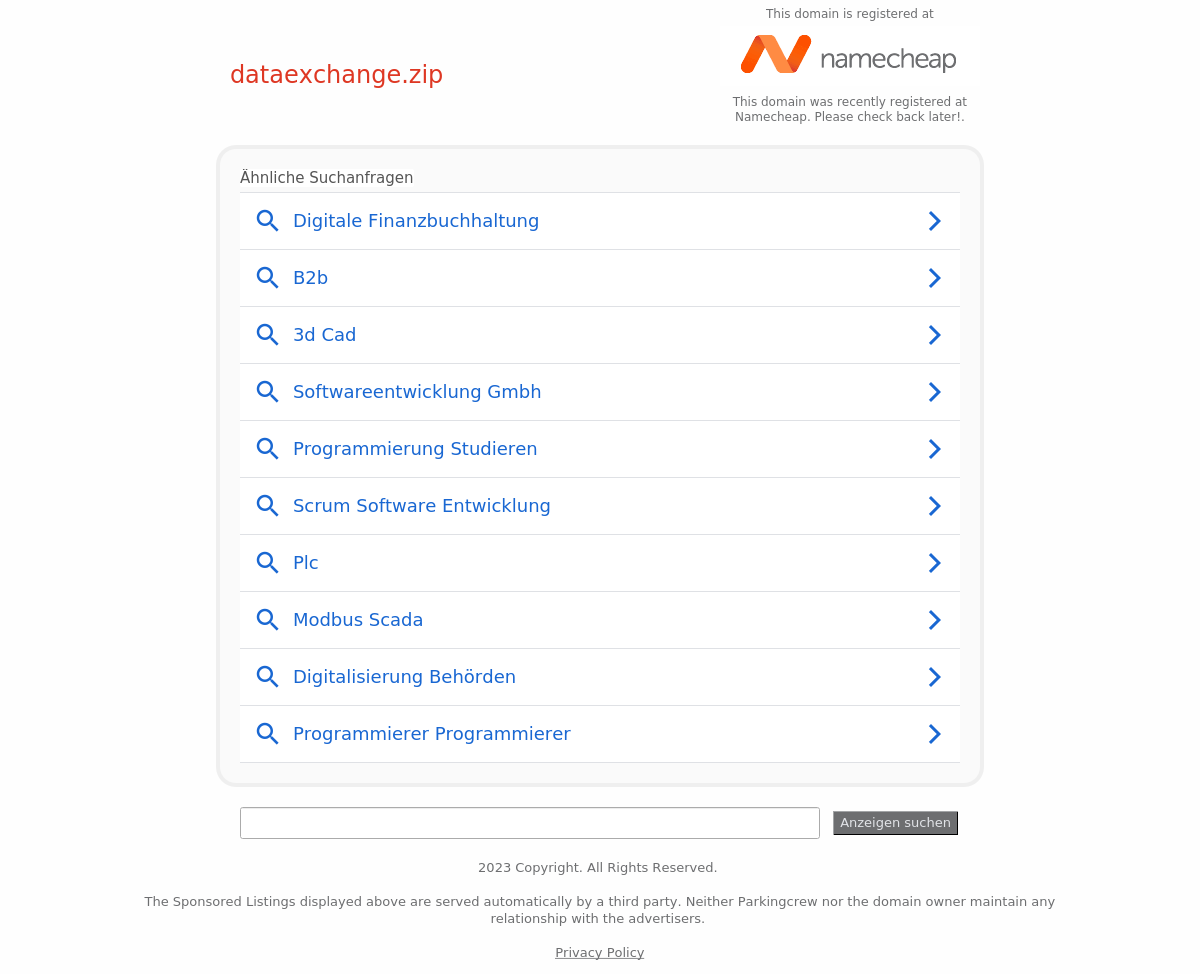 This domain is registered at
namecheap
dataexchange.zip
This domain was recently registered at
Namecheap. Please check back later!.
Ähnliche Suchanfragen
Digitale Finanzbuchhaltung
B2b
3d Cad
Softwareentwicklung Gmbh
Programmierung Studieren
Scrum Software Entwicklung
Plc
Modbus Scada
Digitalisierung Behörden
Programmierer Programmierer
Anzeigen suchen
2023 Copyright. All Rights Reserved.
The Sponsored Listings displayed above are served automatically by a third party. Neither Parkingcrew nor the domain owner maintain any
relationship with the advertisers.
Privacy Policy